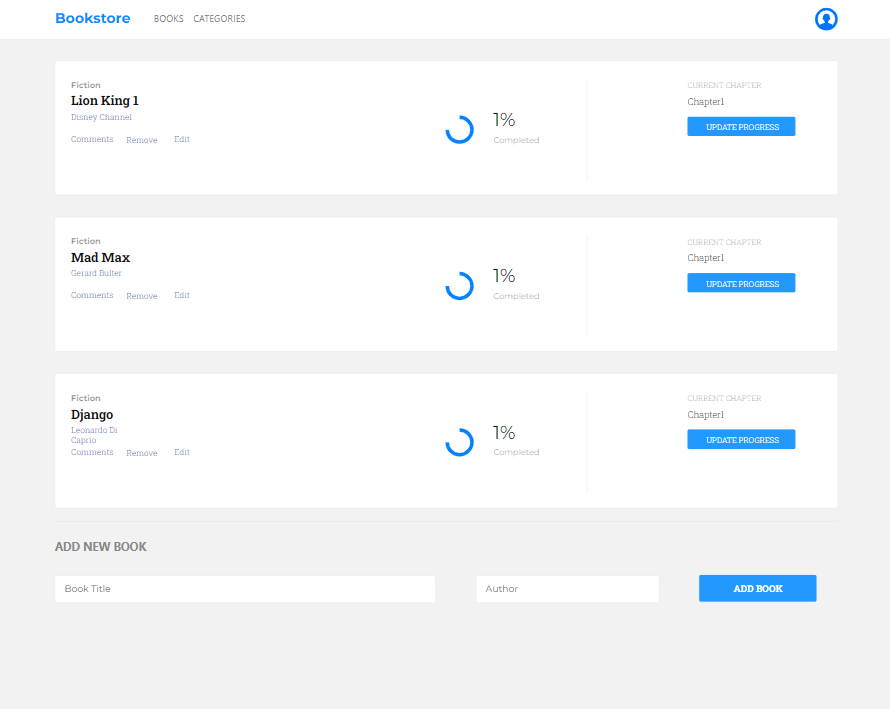 Bookstore BOOKS CATEGORIES
Fiction
Lion King 1
Disney Channel
Comments Remove Edit
1%
Completed
CURRENT CHAPTER
Chapter1
UPDATE PROGRESS
Fiction
Mad Max
Gerard Bulter
Comments Remove Edit
1%
Completed
CURRENT CHAPTER
Chapter1
UPDATE PROGRESS
Fiction
Django
Leonardo Di
Caprio
Comments Remove Edit
1%
Completed
CURRENT CHAPTER
Chapter1
UPDATE PROGRESS
ADD NEW BOOK
Book Title Author ADD BOOK